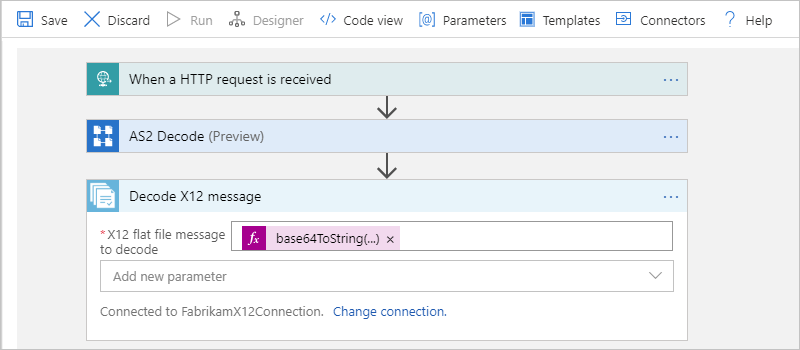 Save Discard Run Designer Code view Parameters Templates Connectors ? Help
When a HTTP request is received ...
AS2 Decode (Preview) ...
Decode X12 message ...
*X12 flat file message fx base64ToString(...) ×
to decode
Add new parameter
Connected to FabrikamX12Connection. Change connection.